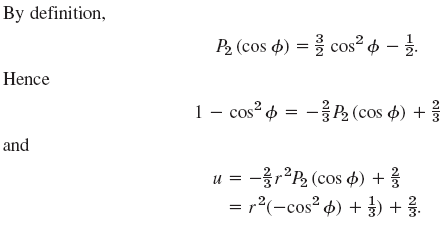 By definition,
P₂ (cos ϕ) = 3/2 cos² ϕ − 1/2.
Hence
1 − cos² ϕ = −2/3 P₂ (cos ϕ) + 2/3
and
u = −2/3 r² P₂ (cos ϕ) + 2/3
= r² (−cos² ϕ + 1/3) + 2/3.